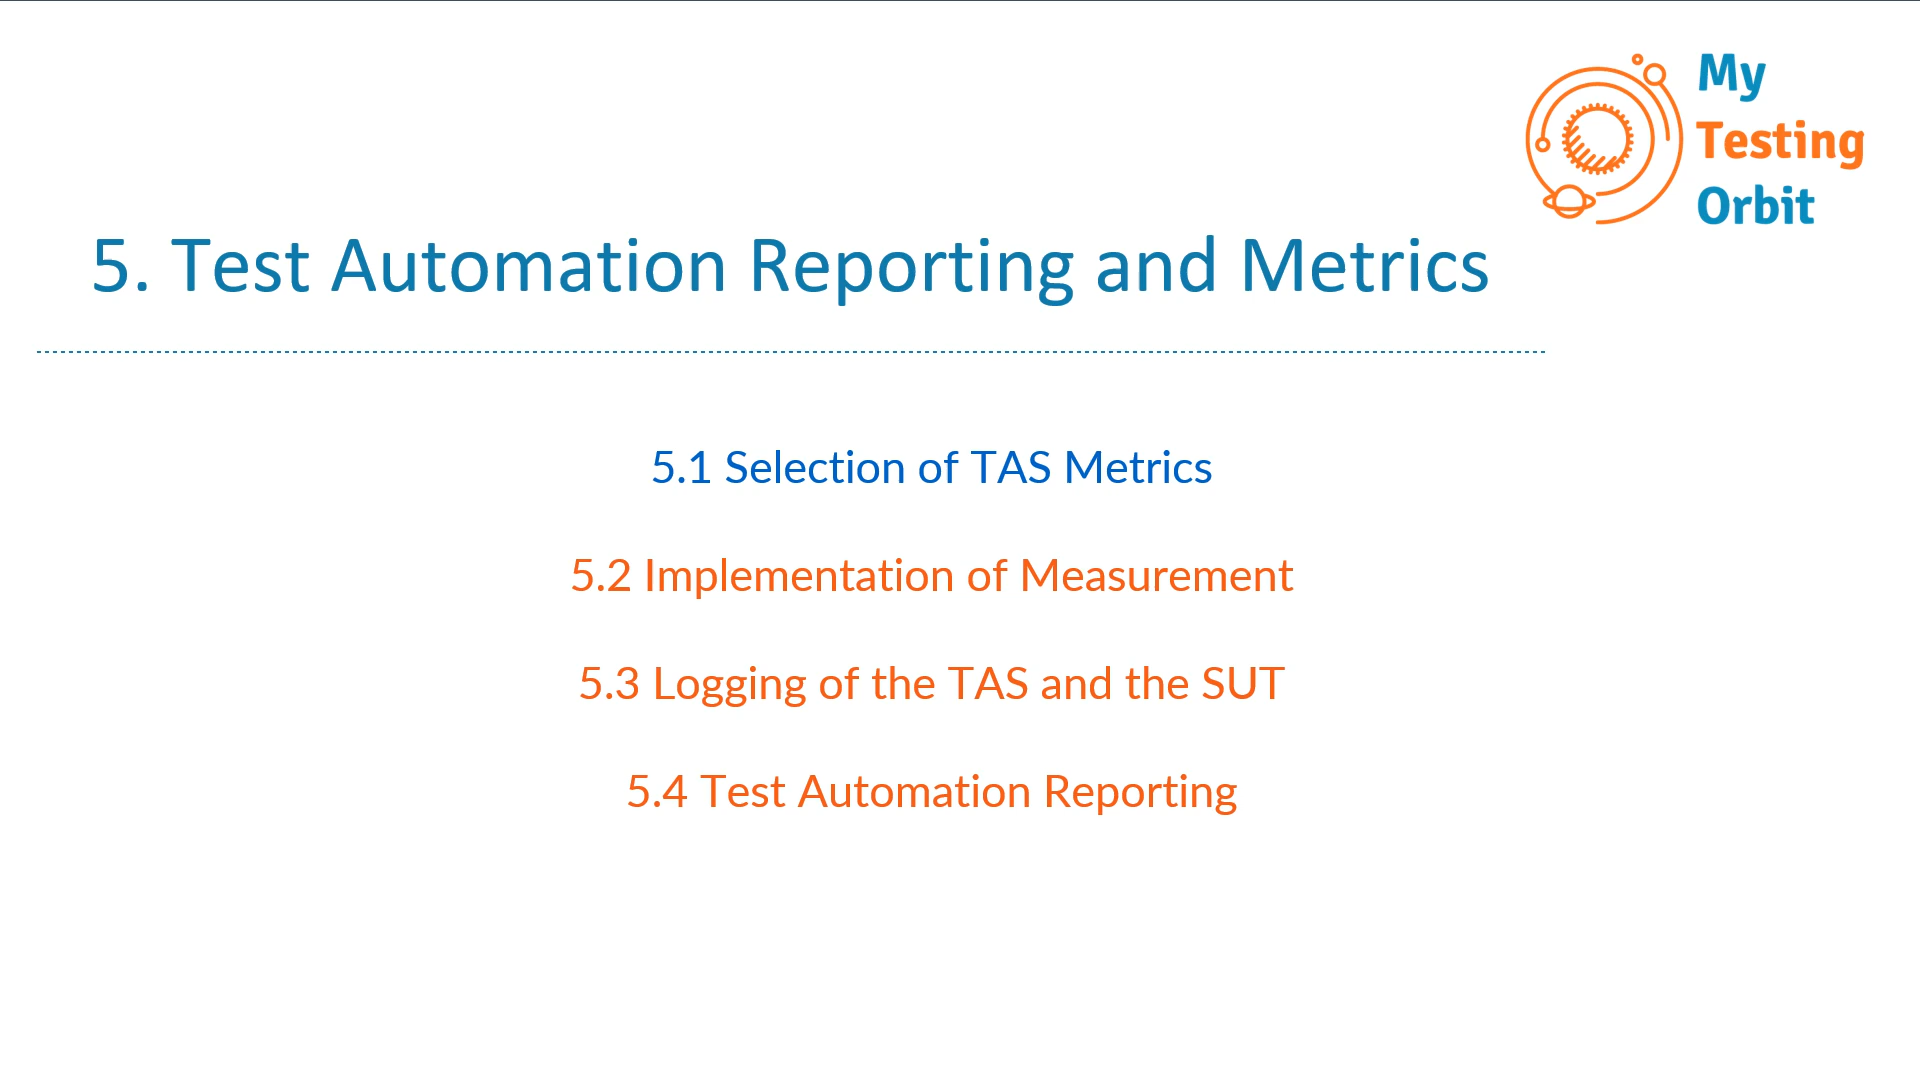 My
Testing
Orbit
5. Test Automation Reporting and Metrics
5.1 Selection of TAS Metrics
5.2 Implementation of Measurement
5.3 Logging of the TAS and the SUT
5.4 Test Automation Reporting